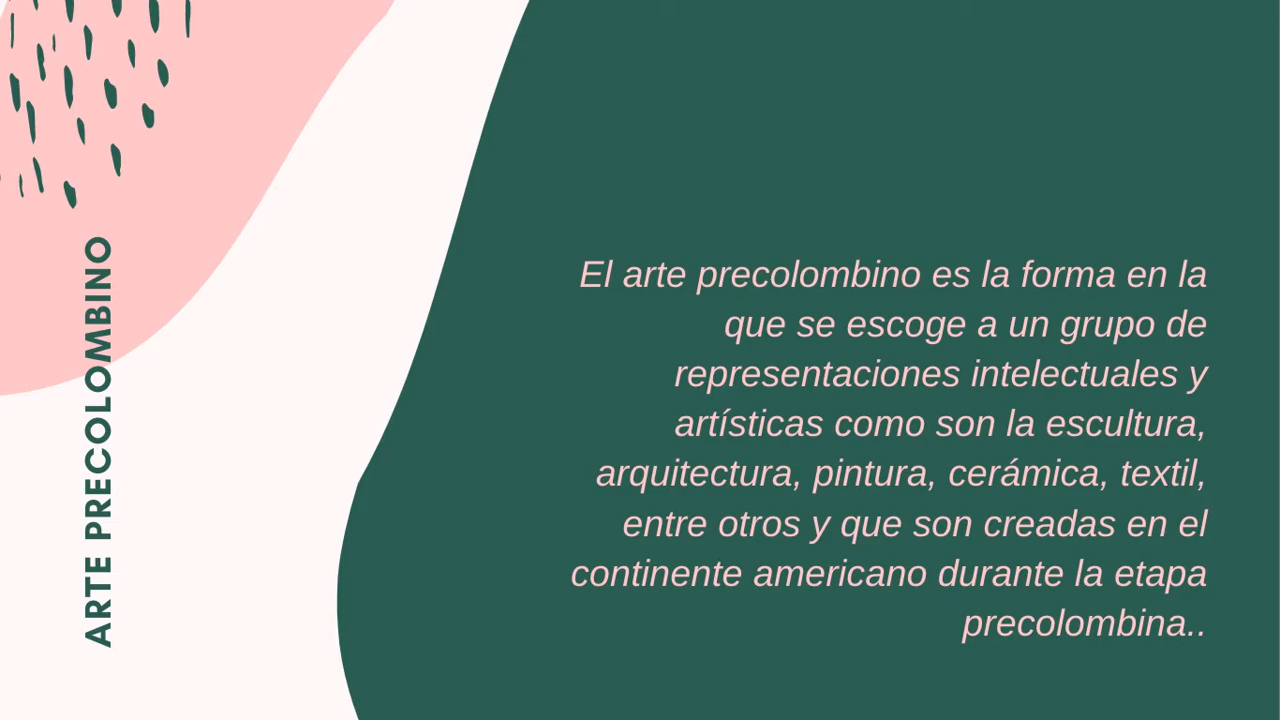 ARTE PRECOLOMBINO
El arte precolombino es la forma en la
que se escoge a un grupo de
representaciones intelectuales y
artísticas como son la escultura,
arquitectura, pintura, cerámica, textil,
entre otros y que son creadas en el
continente americano durante la etapa
precolombina..